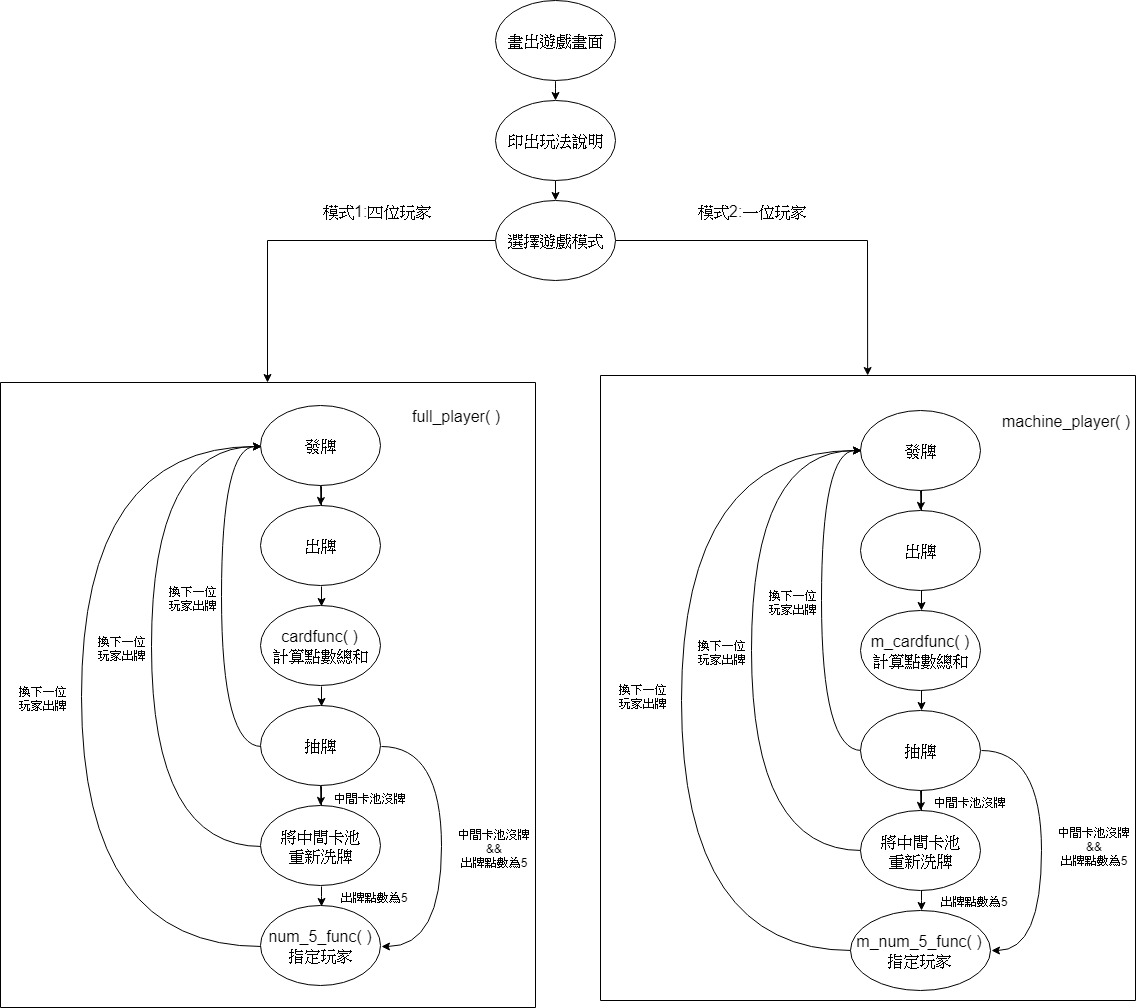 畫出遊戲畫面
印出玩法說明
模式1:四位玩家
模式2:一位玩家
選擇遊戲模式
full_player( )
發牌
出牌
換下一位
玩家出牌
cardfunc( )
計算點數總和
換下一位
玩家出牌
換下一位
玩家出牌
抽牌
中間卡池沒牌
將中間卡池
重新洗牌
中間卡池沒牌
&&
出牌點數為5
出牌點數為5
num_5_func( )
指定玩家
machine_player( )
發牌
出牌
換下一位
玩家出牌
m_cardfunc( )
計算點數總和
換下一位
玩家出牌
換下一位
玩家出牌
抽牌
中間卡池沒牌
將中間卡池
重新洗牌
中間卡池沒牌
&&
出牌點數為5
出牌點數為5
m_num_5_func( )
指定玩家